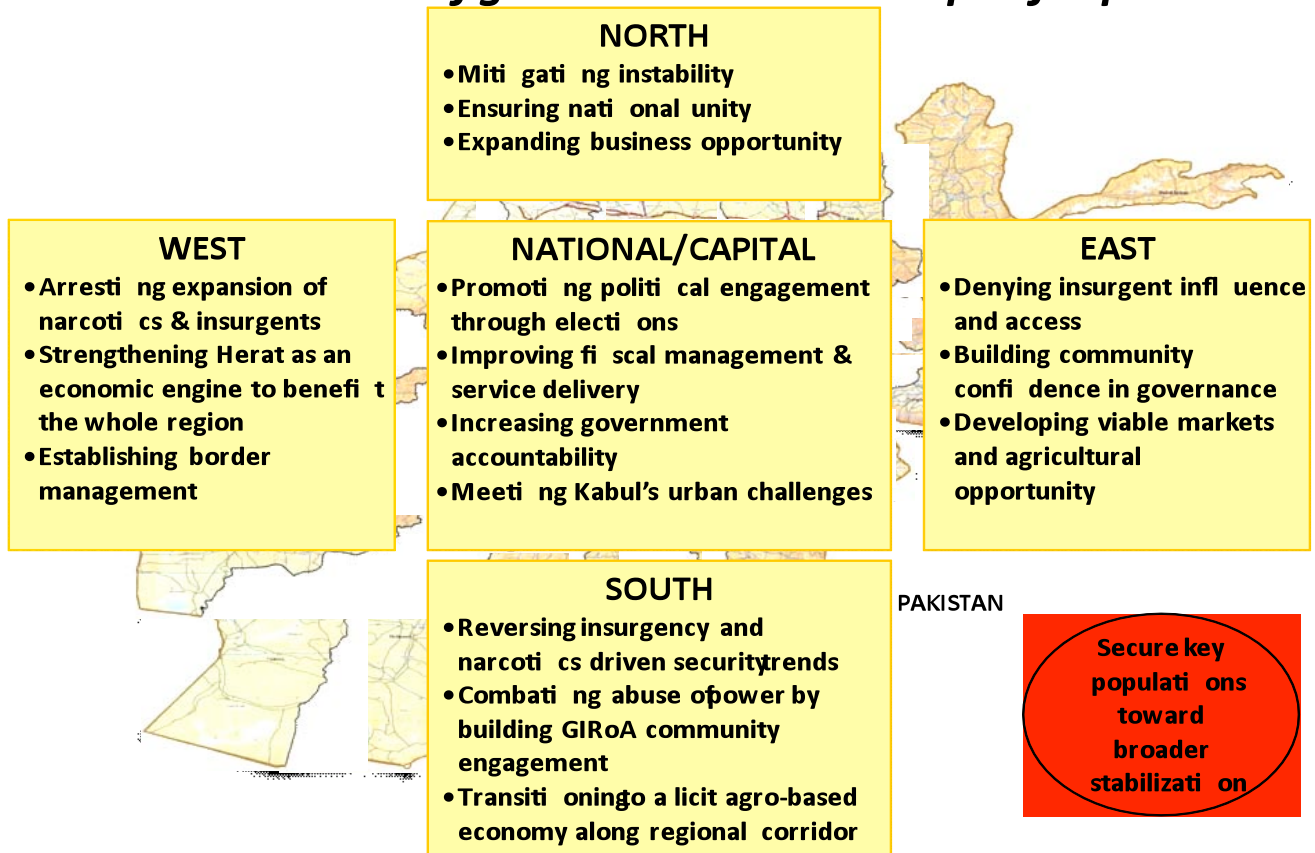 NORTH
•Mitigating instability
•Ensuring national unity
•Expanding business opportunity
WEST
•Arresting expansion of
narcotics & insurgents
•Strengthening Herat as an
economic engine to benefit
the whole region
•Establishing border
management
NATIONAL/CAPITAL
•Promoting political engagement
through elections
•Improving fiscal management &
service delivery
•Increasing government
accountability
•Meeting Kabul’s urban challenges
EAST
•Denying insurgent influence
and access
•Building community
confidence in governance
•Developing viable markets
and agricultural
opportunity
SOUTH
•Reversing insurgency and
narcotics driven security trends
•Combating abuse of power by
building GIRoA community
engagement
•Transitioning to a licit agro-based
economy along regional corridor
PAKISTAN
Secure key
populations
toward
broader
stabilization